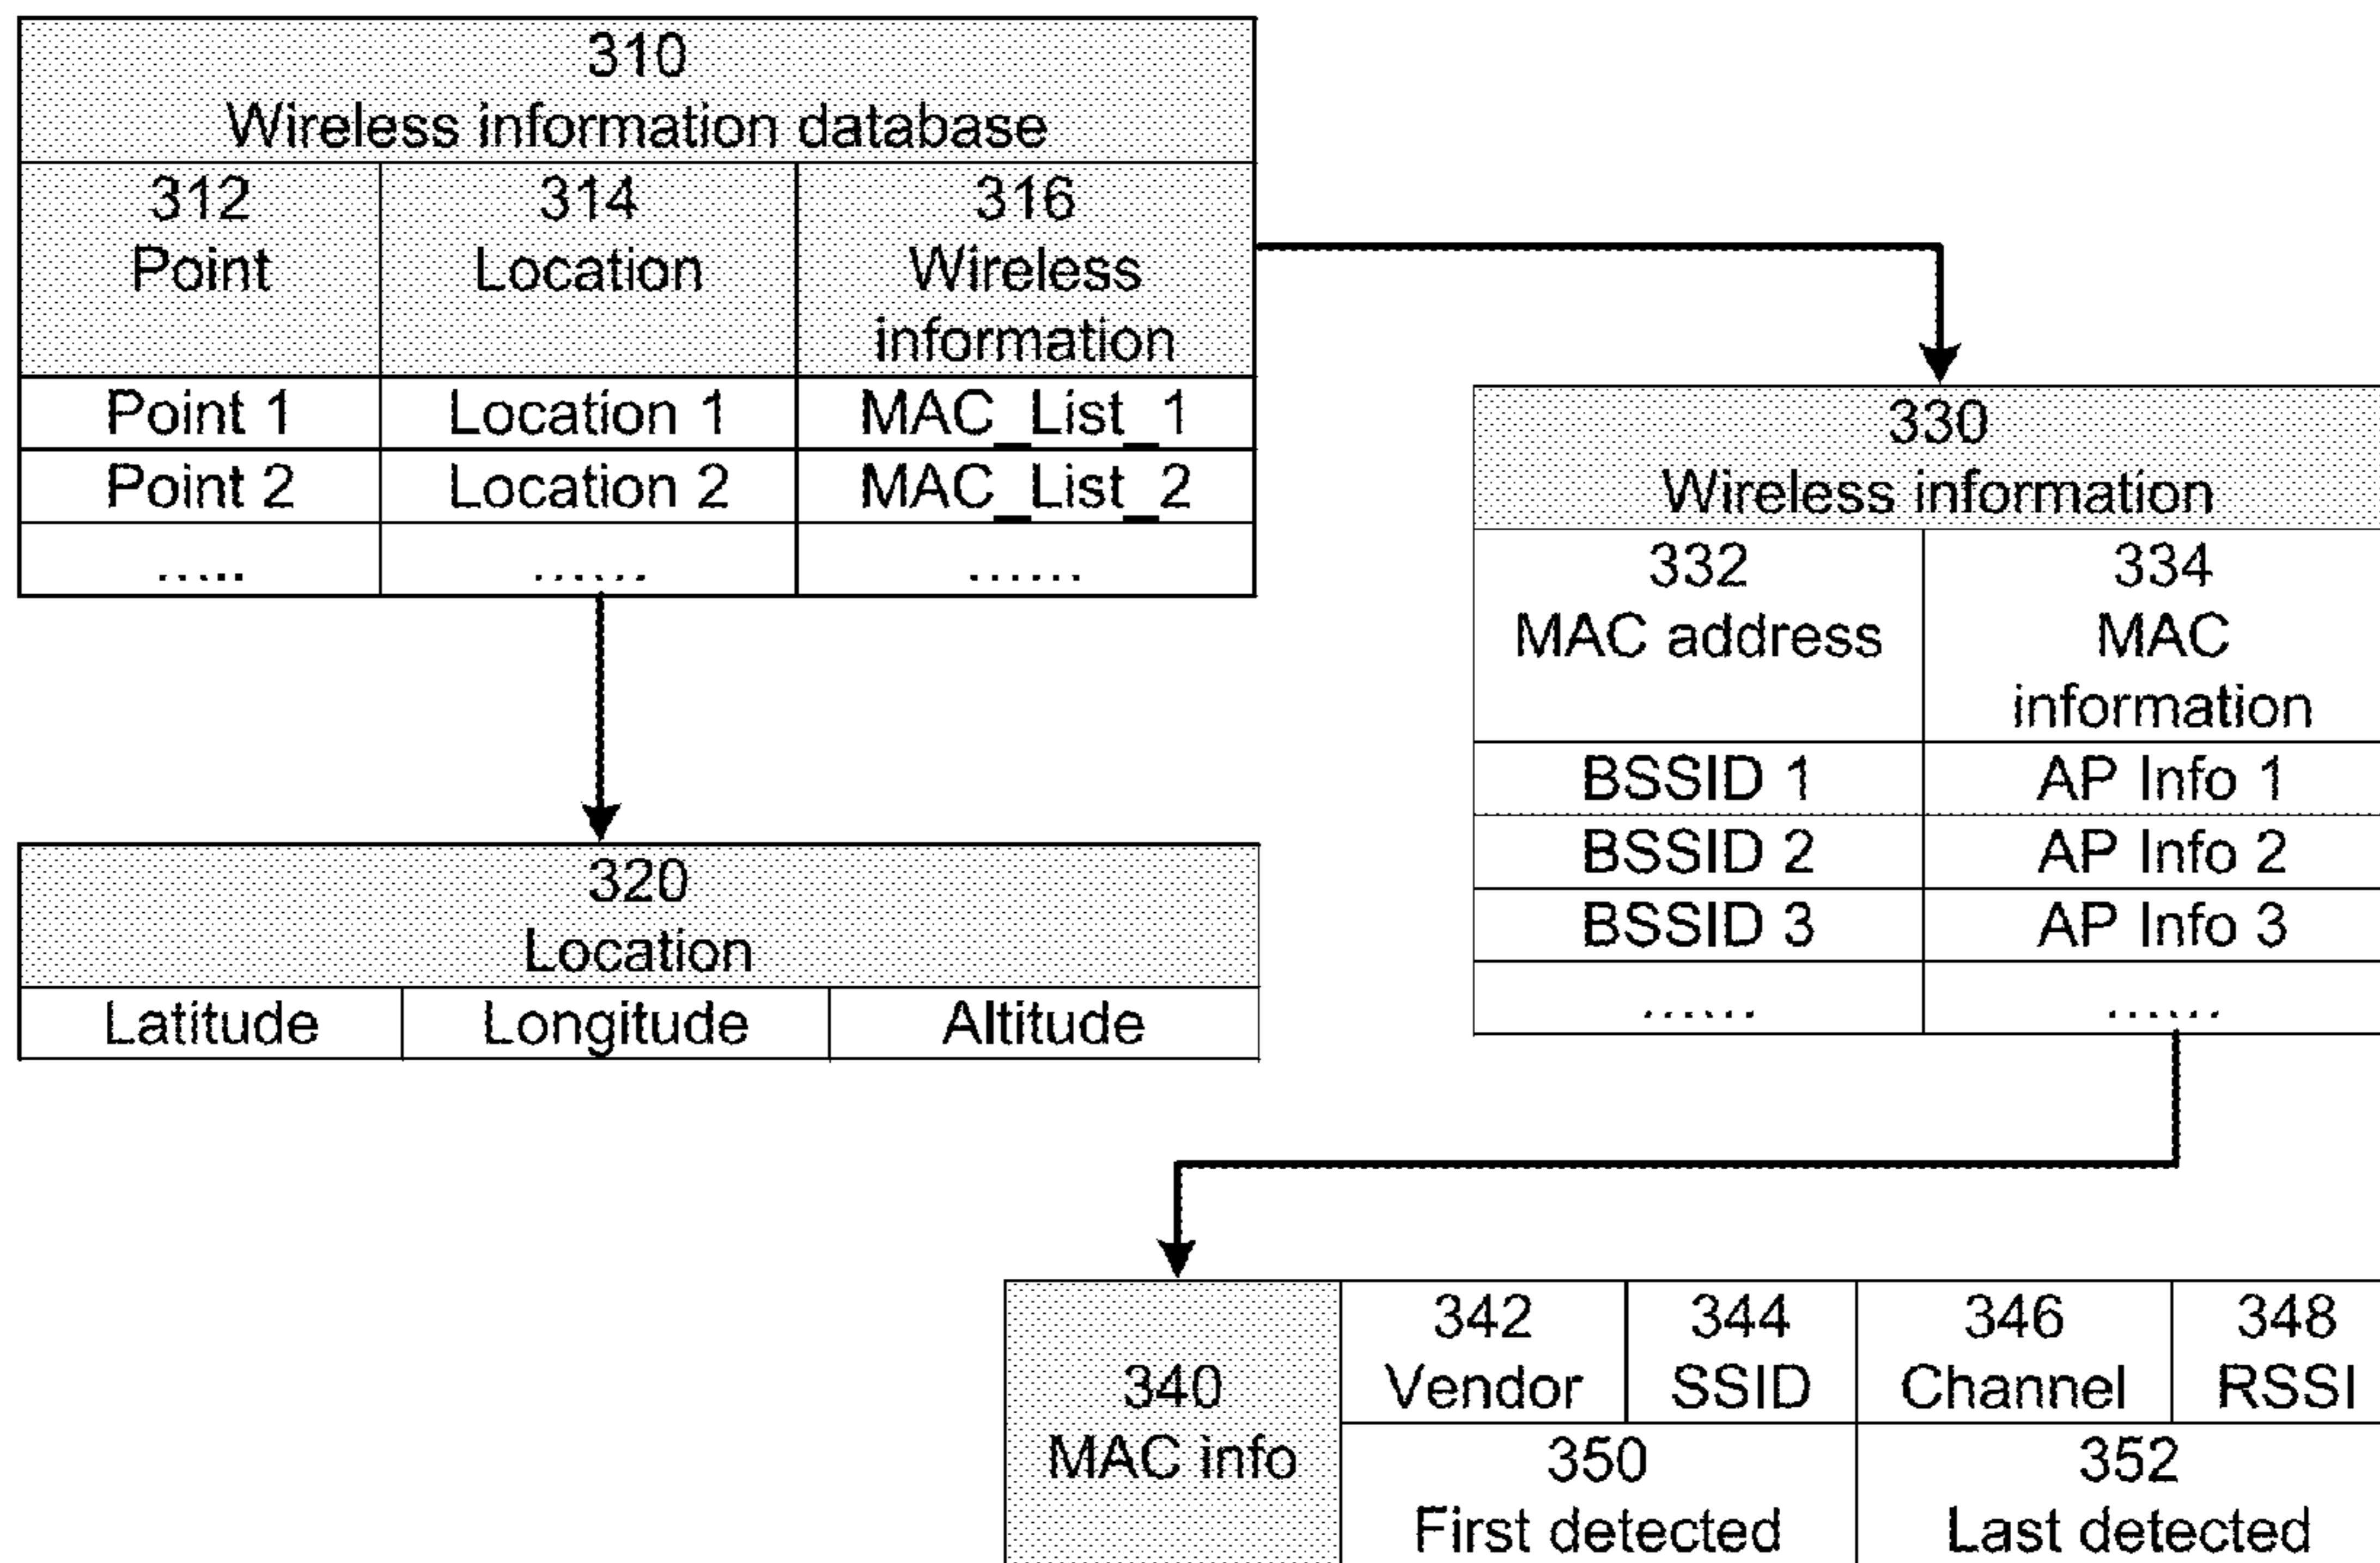 310
Wireless information database
312 314 316
Point Location Wireless
information
Point 1 Location 1 MAC_List_1
Point 2 Location 2 MAC_List_2
..... ...... ......
320
Location
Latitude Longitude Altitude
330
Wireless information
332 334
MAC address MAC
information
BSSID 1 AP Info 1
BSSID 2 AP Info 2
BSSID 3 AP Info 3
...... ......
340
MAC info
342 344 346 348
Vendor SSID Channel RSSI
350 352
First detected Last detected